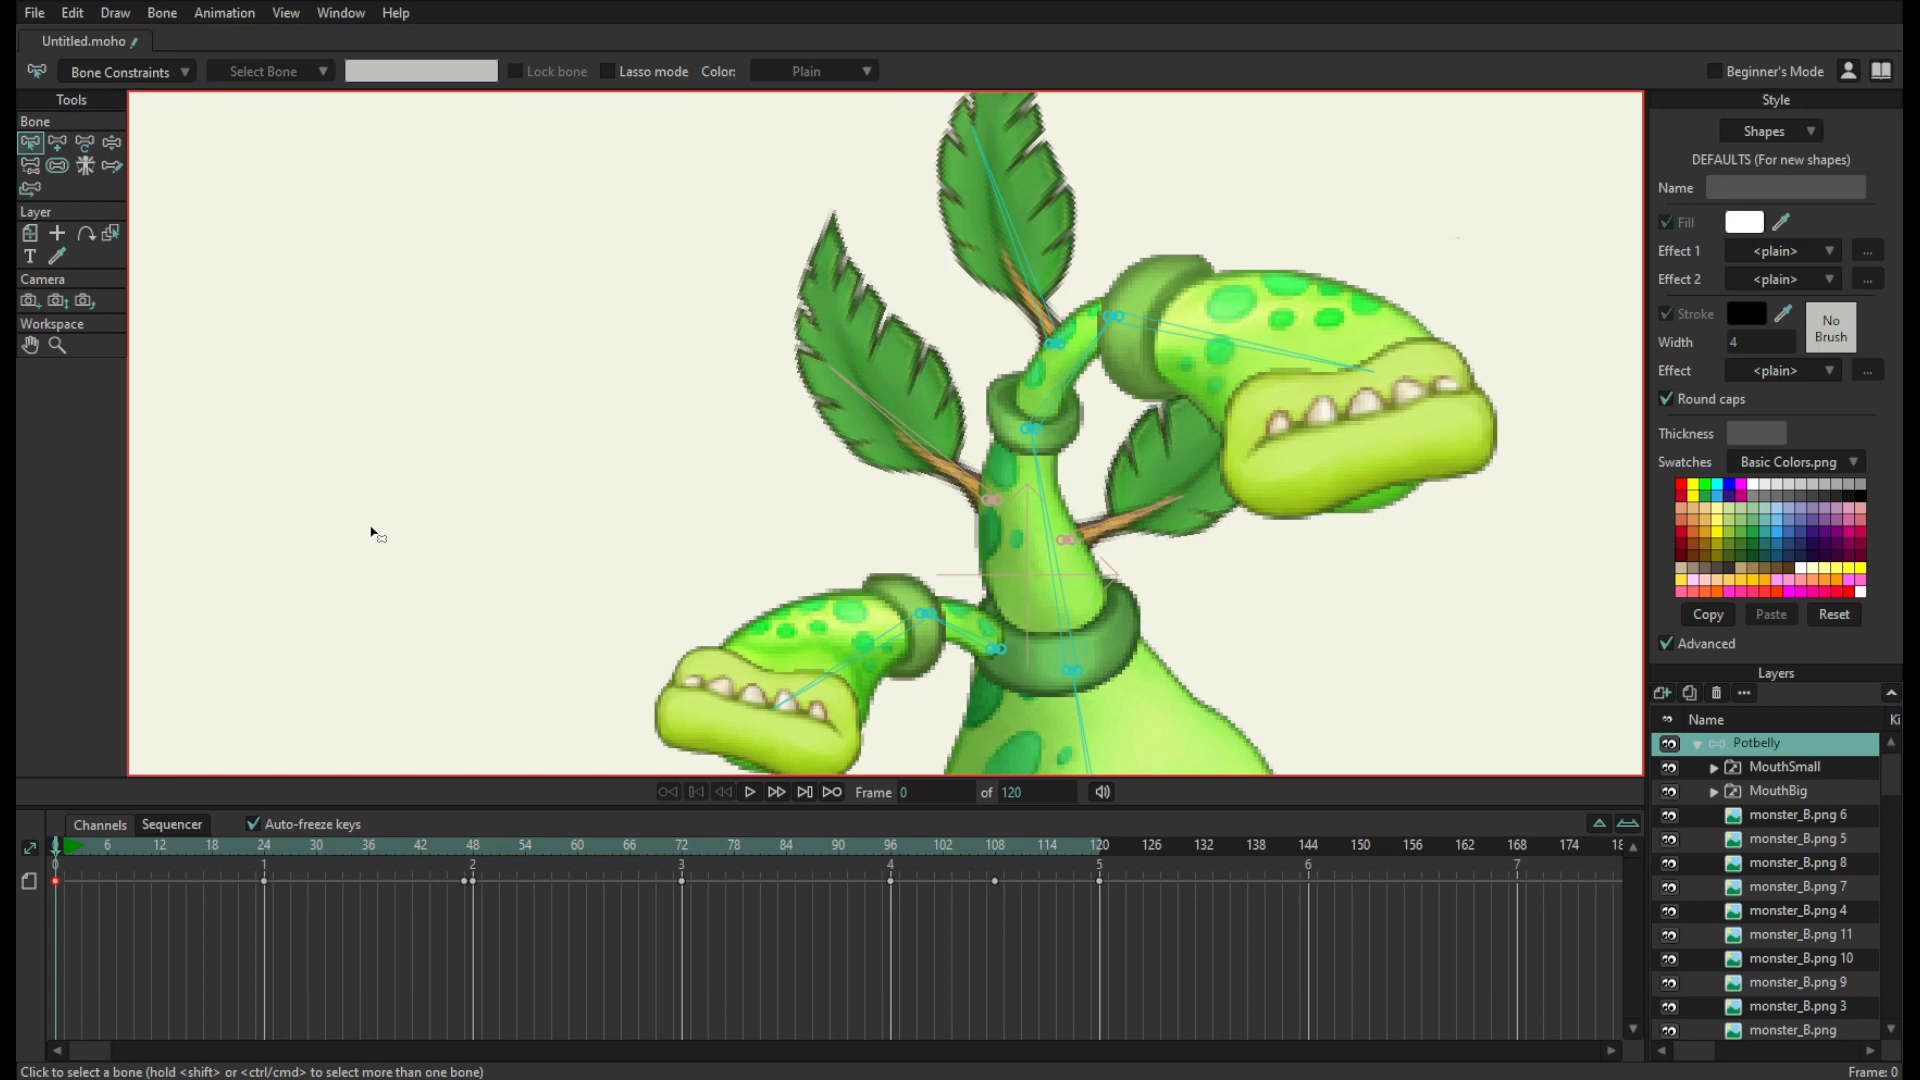 File Edit Draw Bone Animation View Window Help
Untitled.moho
Bone Constraints Select Bone Lock bone Lasso mode Color: Plain Beginner's Mode
Tools
Bone
Layer
T
Camera
Workspace
Style
Shapes
DEFAULTS (For new shapes)
Name
Fill
Effect 1 <plain> ...
Effect 2 <plain> ...
Stroke
No Brush
Width 4
Effect <plain> ...
Round caps
Thickness
Swatches Basic Colors.png
Copy Paste Reset
Advanced
Layers
Name Ki
Potbelly
MouthSmall
MouthBig
monster_B.png 6
monster_B.png 5
monster_B.png 8
monster_B.png 7
monster_B.png 4
monster_B.png 11
monster_B.png 10
monster_B.png 9
monster_B.png 3
monster_B.png
Frame 0 of 120
Channels Sequencer Auto-freeze keys
0 6 12 18 24 30 36 42 48 54 60 66 72 78 84 90 96 102 108 114 120 126 132 138 144 150 156 162 168 174 18
0 1 2 3 4 5 6 7
Click to select a bone (hold <shift> or <ctrl/cmd> to select more than one bone) Frame: 0